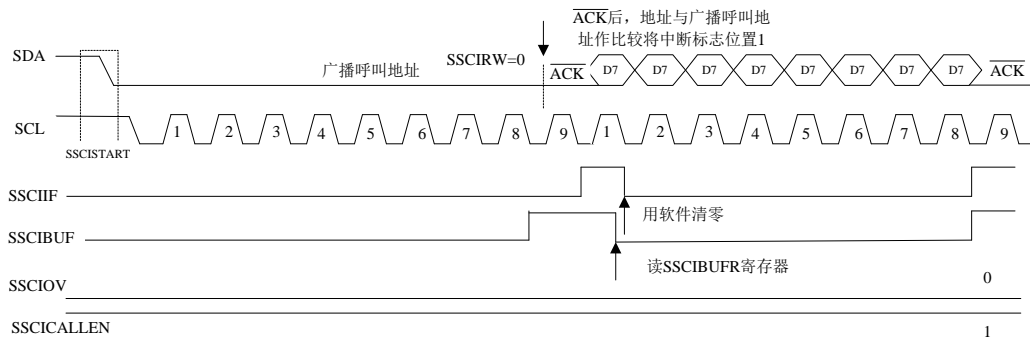 ACK后，地址与广播呼叫地
址作比较将中断标志位置1
SDA
广播呼叫地址
SSCIRW=0
ACK
D7 D7 D7 D7 D7 D7 D7 D7
ACK
SCL
1 2 3 4 5 6 7 8 9 1 2 3 4 5 6 7 8 9
SSCISTART
SSCIIF
用软件清零
SSCIBUF
读SSCIBUFR寄存器
SSCIOV
0
SSCICALLEN
1